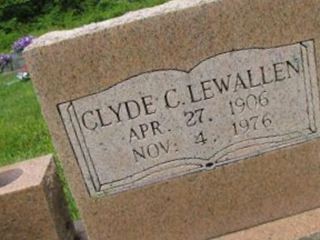 CLYDE C. LEWALLEN
APR. 27. 1906
NOV. 4. 1976